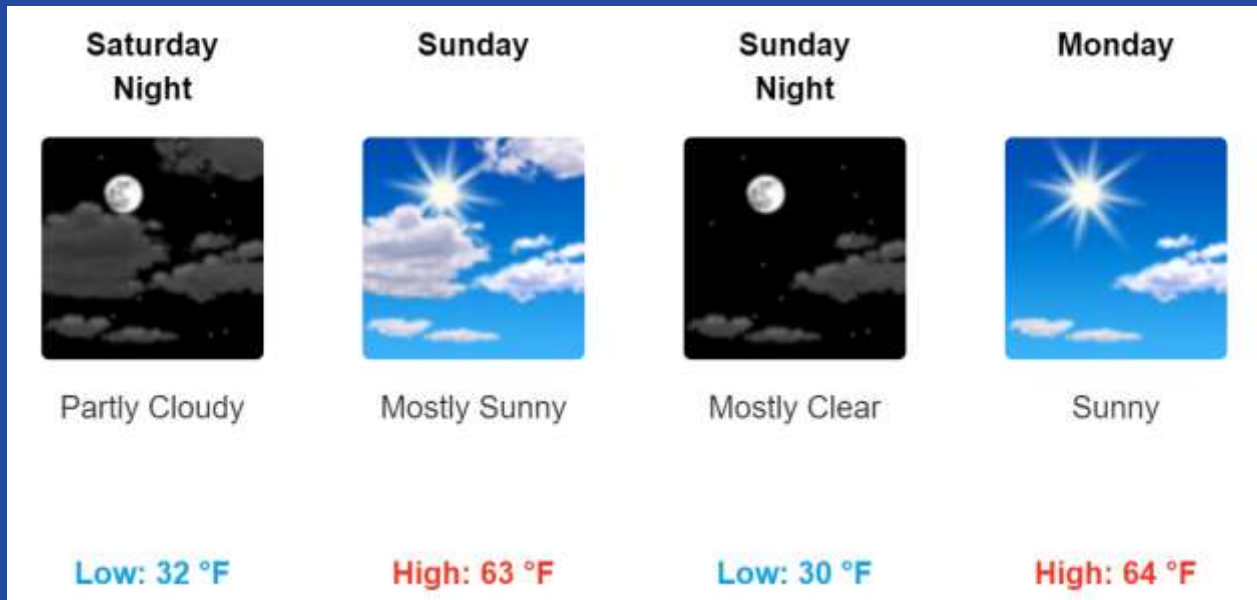 Saturday
Night
Partly Cloudy
Low: 32 °F
Sunday
Mostly Sunny
High: 63 °F
Sunday
Night
Mostly Clear
Low: 30 °F
Monday
Sunny
High: 64 °F